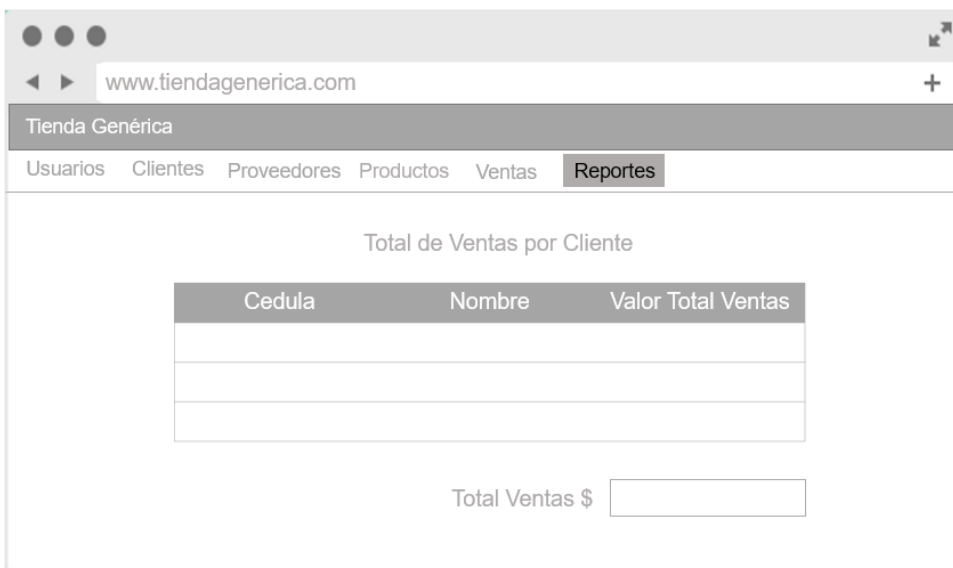 www.tiendagenerica.com
Tienda Genérica
Usuarios Clientes Proveedores Productos Ventas Reportes
Total de Ventas por Cliente
Cedula Nombre Valor Total Ventas
Total Ventas $